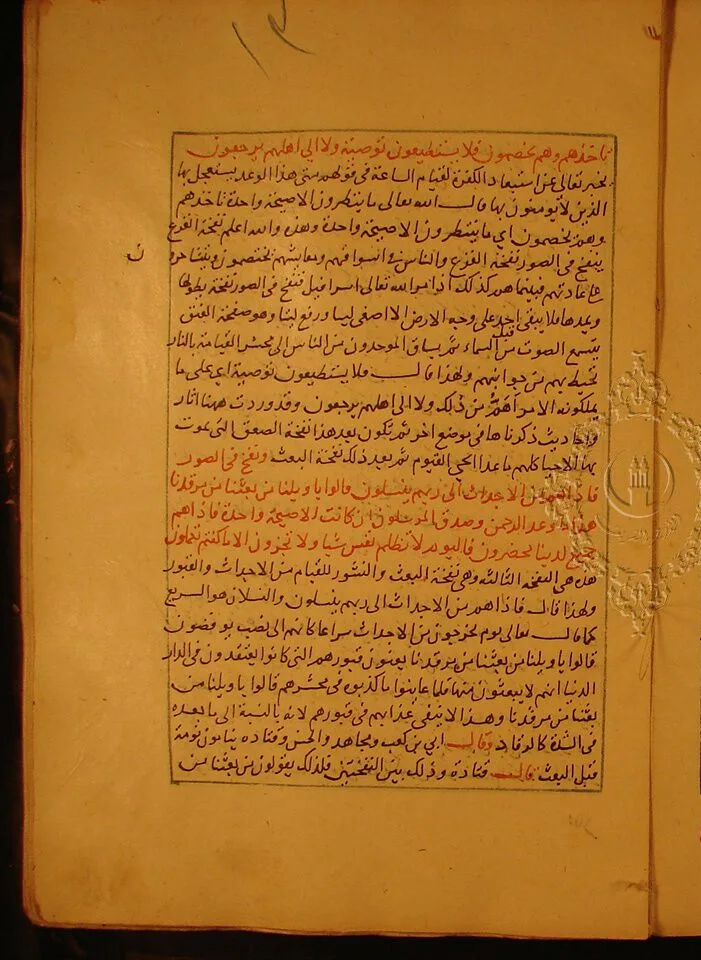 تاخذهم وهم يخصمون فلا يستطيعون توصية ولا الى اهلهم يرجعون
يخبر تعالى عن استبعاد الكفرة لقيام الساعة في قولهم متى هذا الوعد يستعجل بها
الذين لا يومنون بها قال الله تعالى ما ينتظرون الا صيحة واحدة تاخذهم
وهم يخصمون اي ما ينتظرون الا صيحة واحدة وهذه والله اعلم نفخة الفزع
ينفخ في الصور نفخة الفزع والناس في اسواقهم ومعايشهم يختصمون ويتشاجرون
على عادتهم فبينما هم كذلك اذ امر الله تعالى اسرافيل فنفخ في الصور نفخة يطولها
ويمدها فلا يبقى احد على وجه الارض الا اصغى ليتا ورفع ليتا وهو صفحة العنق
يتسمع الصوت من قبل السماء ثم يساق الموجودون من الناس الى محشر القيامة بالنار
تحيط بهم من جوانبهم ولهذا قال فلا يستطيعون توصية اي على ما
يملكونه الامر اهم من ذلك ولا الى اهلهم يرجعون وقد وردت ههنا اثار
واحاديث ذكرناها في موضع اخر ثم تكون بعد هذا نفخة الصعق التي يموت
بها الاحيا كلهم ما عدا الحي القيوم ثم بعد ذلك نفخة البعث ونفخ في الصور
فاذا هم من الاجداث الى ربهم ينسلون قالوا يا ويلنا من بعثنا من مرقدنا
هذا ما وعد الرحمن وصدق المرسلون ان كانت الا صيحة واحدة فاذا هم
جميع لدينا محضرون فاليوم لا تظلم نفس شيا ولا تجزون الا ما كنتم تعملون
هذه هي النفخة الثالثة وهي نفخة البعث والنشور للقيام من الاجداث والقبور
ولهذا قال فاذا هم من الاجداث الى ربهم ينسلون والنسلان هو السريع
كما قال تعالى يوم يخرجون من الاجداث سراعا كانهم الى نصب يوفضون
قالوا يا ويلنا من بعثنا من مرقدنا يعنون قبورهم التي كانوا يعتقدون في الدار
الدنيا انهم لا يبعثون منها فلما عاينوا ما كذبوه في محشرهم قالوا يا ويلنا من
بعثنا من مرقدنا وهذا لا ينفي عذابهم في قبورهم لانه بالنسبة الى ما بعده
في الشدة كالرقاد وقال ابي بن كعب ومجاهد والحسن وقتادة ينامون نومة
قبل البعث قال قتادة وذلك بين النفختين فلذلك يقولون من بعثنا من